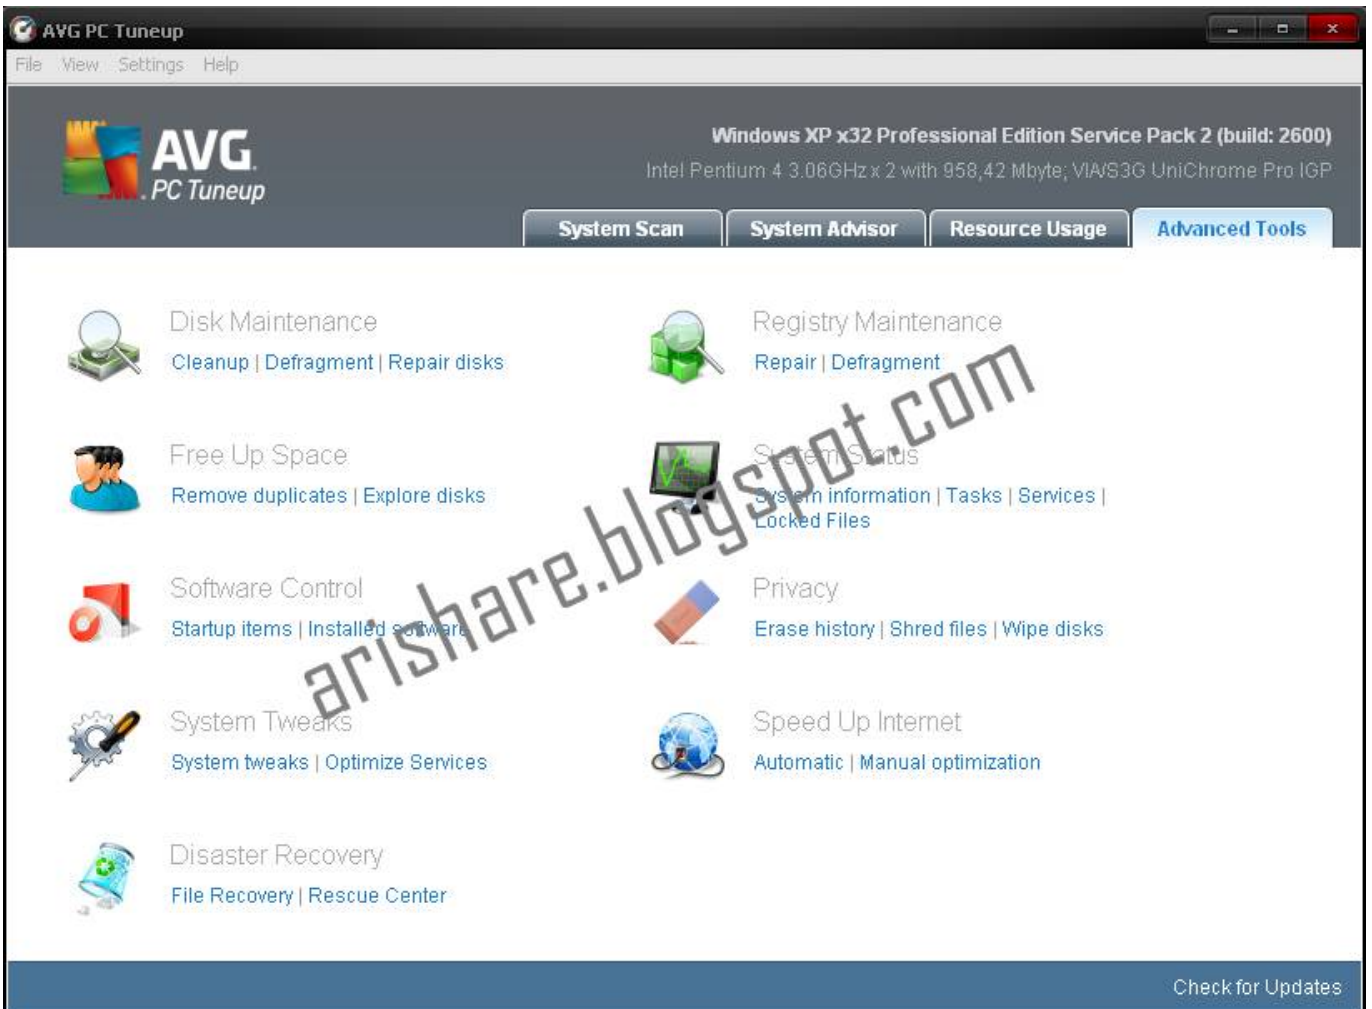 AVG PC Tuneup
File View Settings Help
AVG.
PC Tuneup
Windows XP x32 Professional Edition Service Pack 2 (build: 2600)
Intel Pentium 4 3.06GHz x 2 with 958,42 Mbyte; VIA/S3G UniChrome Pro IGP
System Scan
System Advisor
Resource Usage
Advanced Tools
Disk Maintenance
Cleanup | Defragment | Repair disks
Registry Maintenance
Repair | Defragment
Free Up Space
Remove duplicates | Explore disks
System Status
System information | Tasks | Services |
Locked Files
Software Control
Startup items | Installed software
Privacy
Erase history | Shred files | Wipe disks
System Tweaks
System tweaks | Optimize Services
Speed Up Internet
Automatic | Manual optimization
Disaster Recovery
File Recovery | Rescue Center
arishare.blogspot.com
Check for Updates